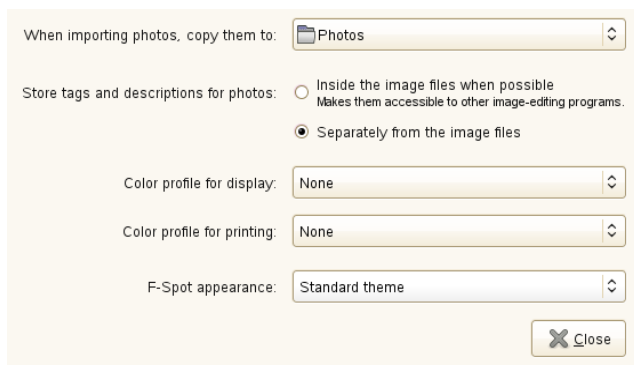 When importing photos, copy them to: Photos
Store tags and descriptions for photos: Inside the image files when possible
Makes them accessible to other image-editing programs.
Separately from the image files
Color profile for display: None
Color profile for printing: None
F-Spot appearance: Standard theme
Close